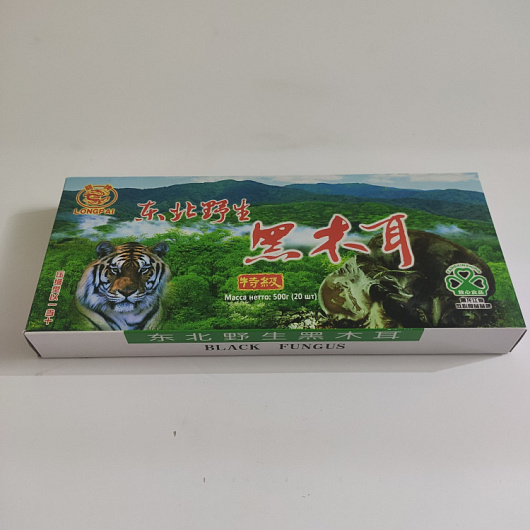 LONGPAI
东北野生
黑木耳
特级
Масса нетто: 500г (20 шт)
东北野生黑木耳
BLACK FUNGUS